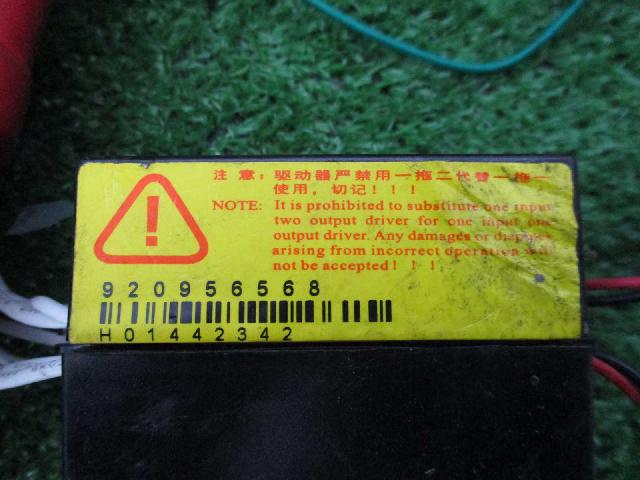 注 意：驱动器严禁用一拖二代替一拖一
使用，切记！！！
NOTE: It is prohibited to substitute one input
two output driver for one input one
output driver. Any damages or
arising from incorrect operation will
not be accepted! ! !
920956568
H01442342